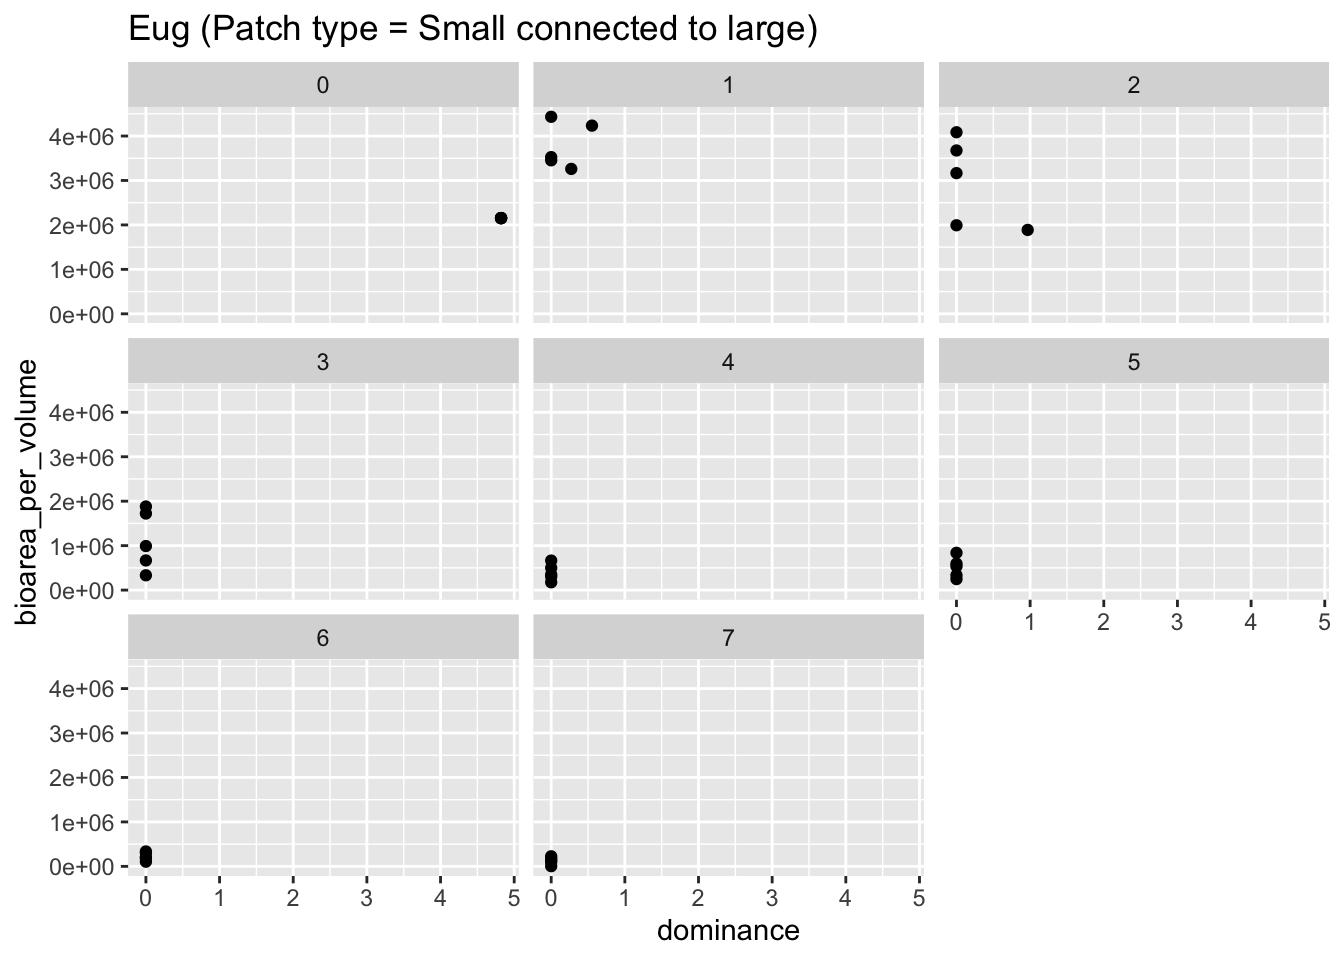 Eug (Patch type = Small connected to large)
0
1
2
4e+06
3e+06
2e+06
1e+06
0e+00
3
4
5
4e+06
3e+06
2e+06
1e+06
0e+00
0 1 2 3 4 5
6
7
4e+06
3e+06
2e+06
1e+06
0e+00
0 1 2 3 4 5
0 1 2 3 4 5
dominance
bioarea_per_volume